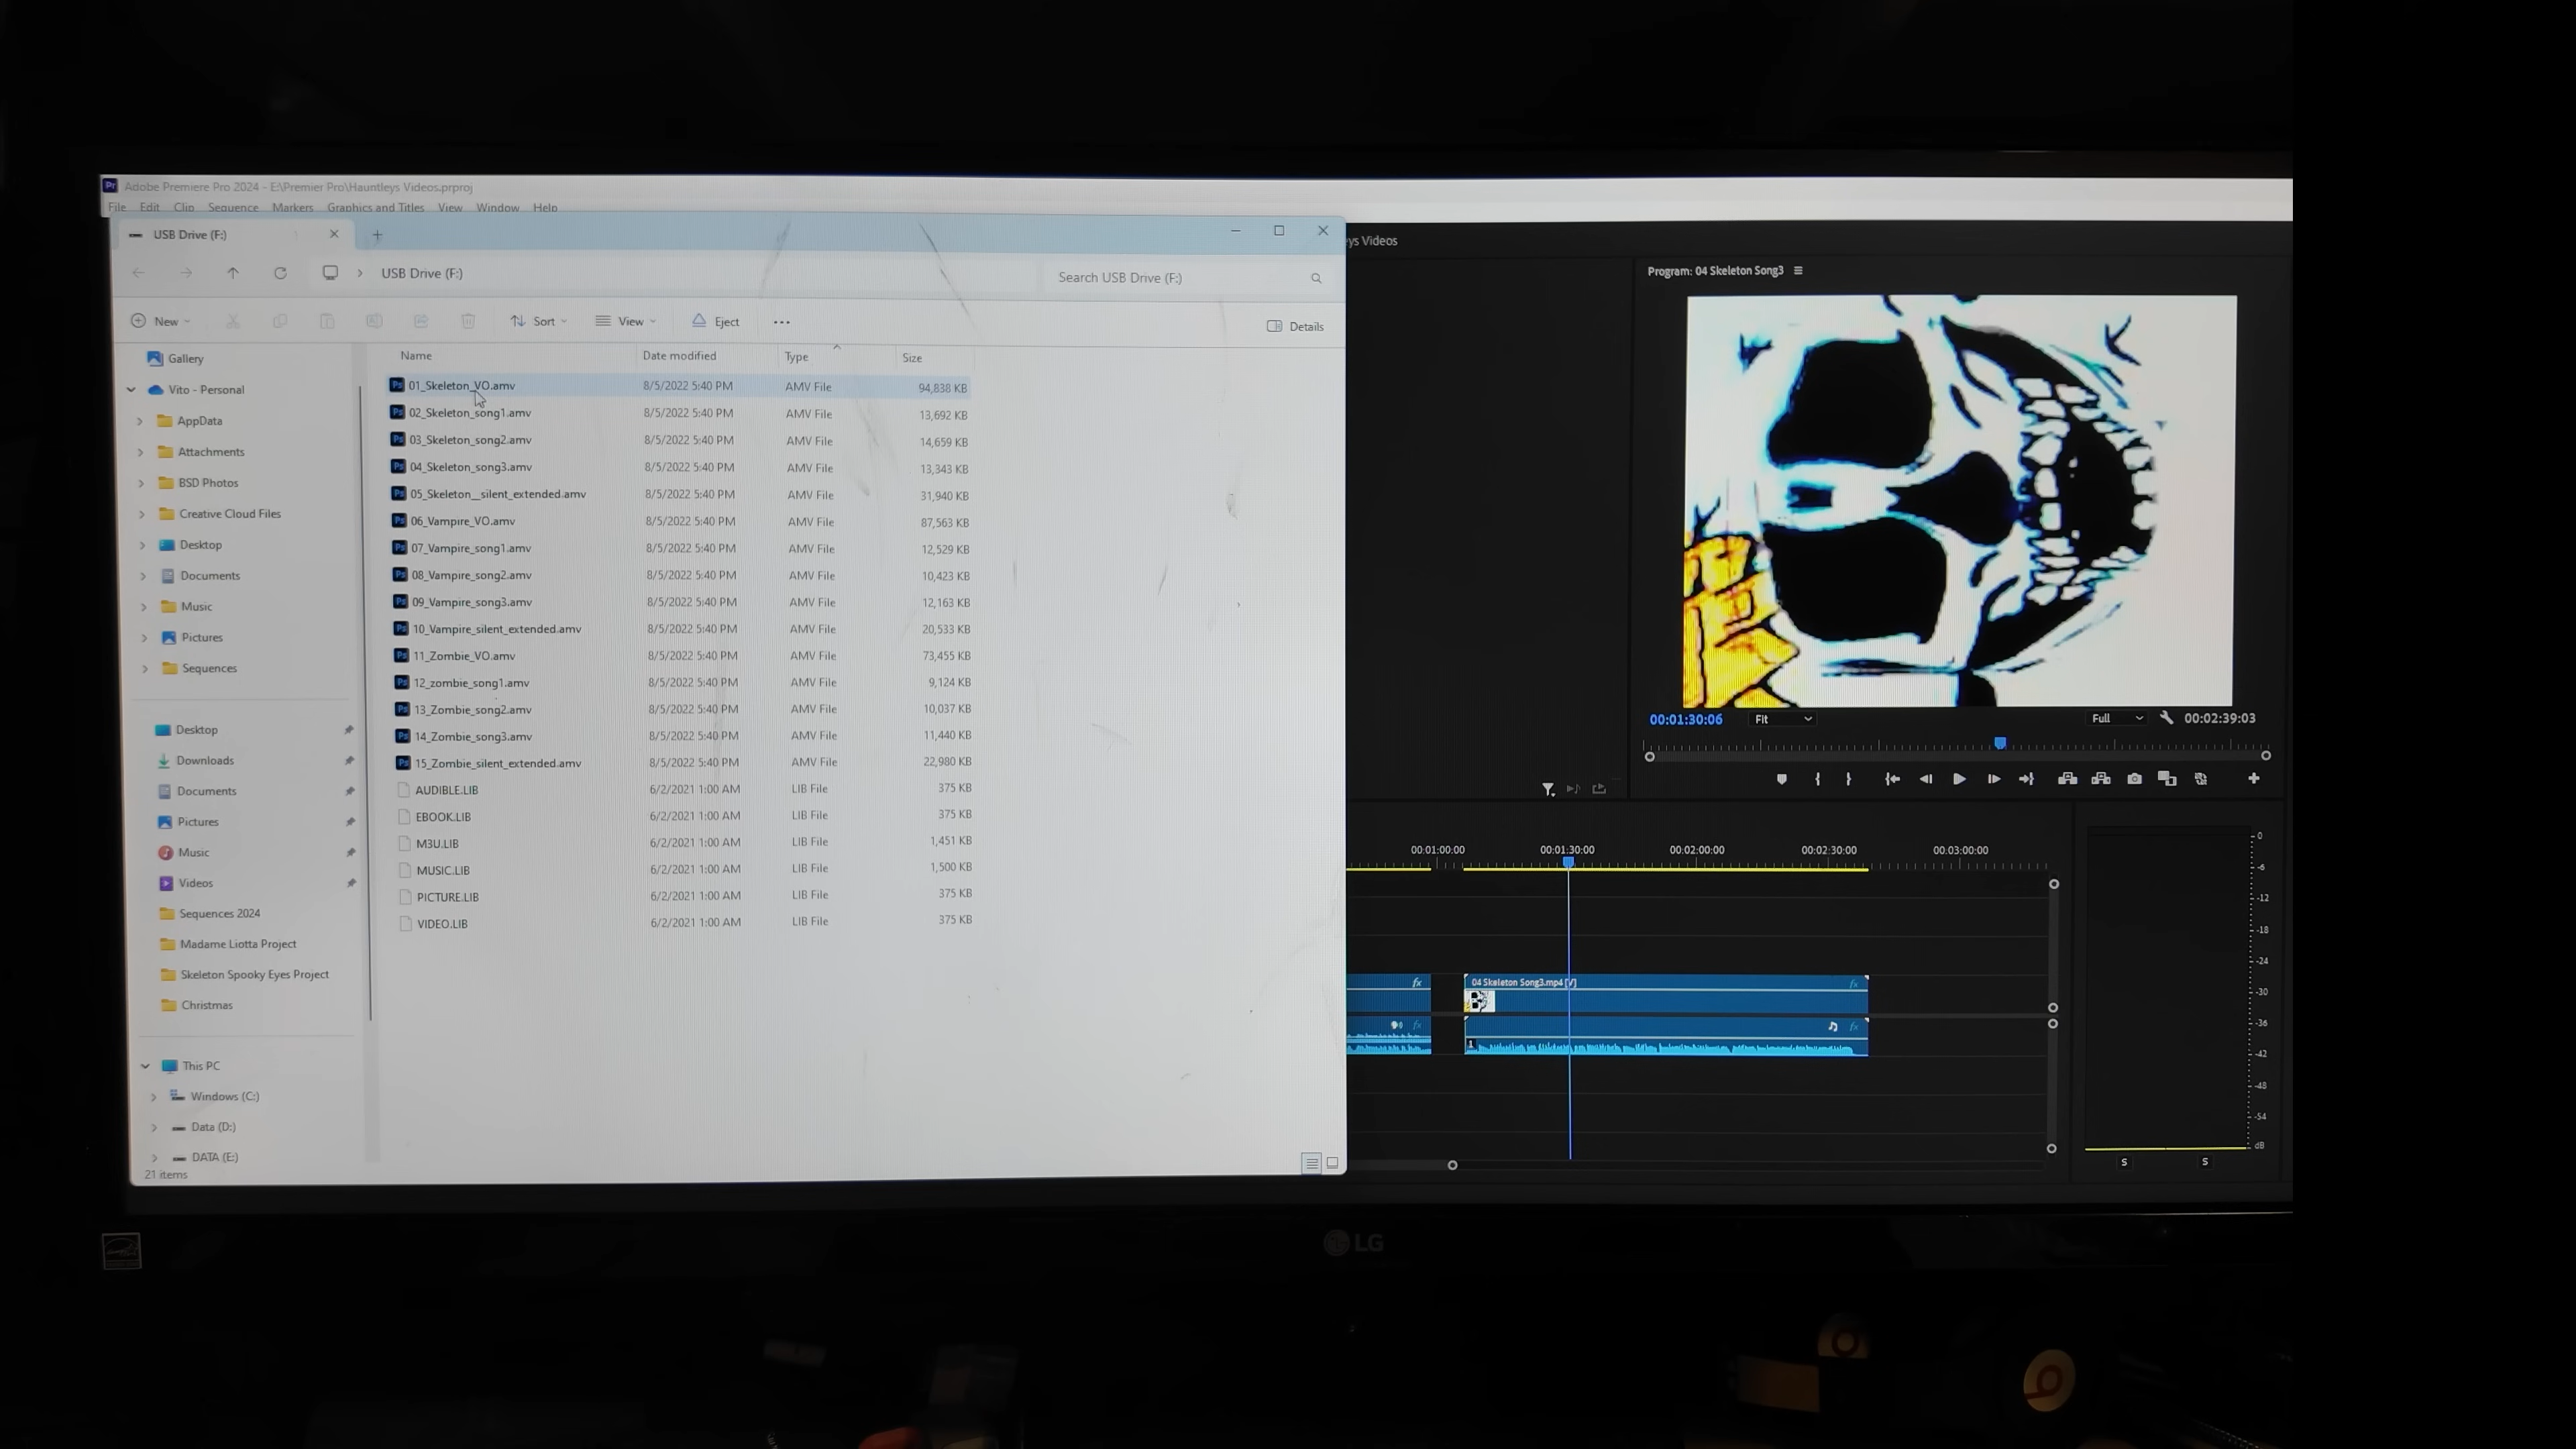 Adobe Premiere Pro 2024 - E:\Premier Pro\Hauntleys Videos.prproj
File Edit Clip Sequence Markers Graphics and Titles View Window Help
USB Drive (F:)
USB Drive (F:)
Search USB Drive (F:)
New Sort View Eject ... Details
Gallery
Vito - Personal
AppData
Attachments
BSD Photos
Creative Cloud Files
Desktop
Documents
Music
Pictures
Sequences
Desktop
Downloads
Documents
Pictures
Music
Videos
Sequences 2024
Madame Liotta Project
Skeleton Spooky Eyes Project
Christmas
This PC
Windows (C:)
Data (D:)
DATA (E:)
21 items
Name Date modified Type Size
01_Skeleton_VO.amv 8/5/2022 5:40 PM AMV File 94,838 KB
02_Skeleton_song1.amv 8/5/2022 5:40 PM AMV File 13,692 KB
03_Skeleton_song2.amv 8/5/2022 5:40 PM AMV File 14,659 KB
04_Skeleton_song3.amv 8/5/2022 5:40 PM AMV File 13,343 KB
05_Skeleton__silent_extended.amv 8/5/2022 5:40 PM AMV File 31,940 KB
06_Vampire_VO.amv 8/5/2022 5:40 PM AMV File 87,563 KB
07_Vampire_song1.amv 8/5/2022 5:40 PM AMV File 12,529 KB
08_Vampire_song2.amv 8/5/2022 5:40 PM AMV File 10,423 KB
09_Vampire_song3.amv 8/5/2022 5:40 PM AMV File 12,163 KB
10_Vampire_silent_extended.amv 8/5/2022 5:40 PM AMV File 20,533 KB
11_Zombie_VO.amv 8/5/2022 5:40 PM AMV File 73,455 KB
12_zombie_song1.amv 8/5/2022 5:40 PM AMV File 9,124 KB
13_Zombie_song2.amv 8/5/2022 5:40 PM AMV File 10,037 KB
14_Zombie_song3.amv 8/5/2022 5:40 PM AMV File 11,440 KB
15_Zombie_silent_extended.amv 8/5/2022 5:40 PM AMV File 22,980 KB
AUDIBLE.LIB 6/2/2021 1:00 AM LIB File 375 KB
EBOOK.LIB 6/2/2021 1:00 AM LIB File 375 KB
M3U.LIB 6/2/2021 1:00 AM LIB File 1,451 KB
MUSIC.LIB 6/2/2021 1:00 AM LIB File 1,500 KB
PICTURE.LIB 6/2/2021 1:00 AM LIB File 375 KB
VIDEO.LIB 6/2/2021 1:00 AM LIB File 375 KB
ys Videos
Program: 04 Skeleton Song3
00:01:30:06 Fit Full 00:02:39:03
00:01:00:00 00:01:30:00 00:02:00:00 00:02:30:00 00:03:00:00
04 Skeleton Song3.mp4 [V] fx
fx
fx
fx
1
0
-6
-12
-18
-24
-30
-36
-42
-48
-54
dB
S S
LG